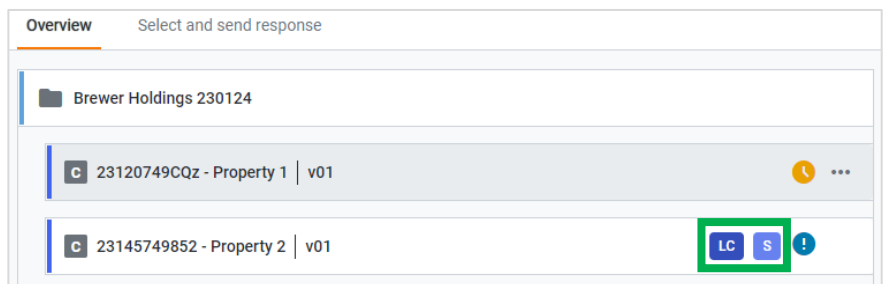 Overview Select and send response
Brewer Holdings 230124
C 23120749CQz - Property 1 | v01 •••
C 23145749852 - Property 2 | v01 LC S !